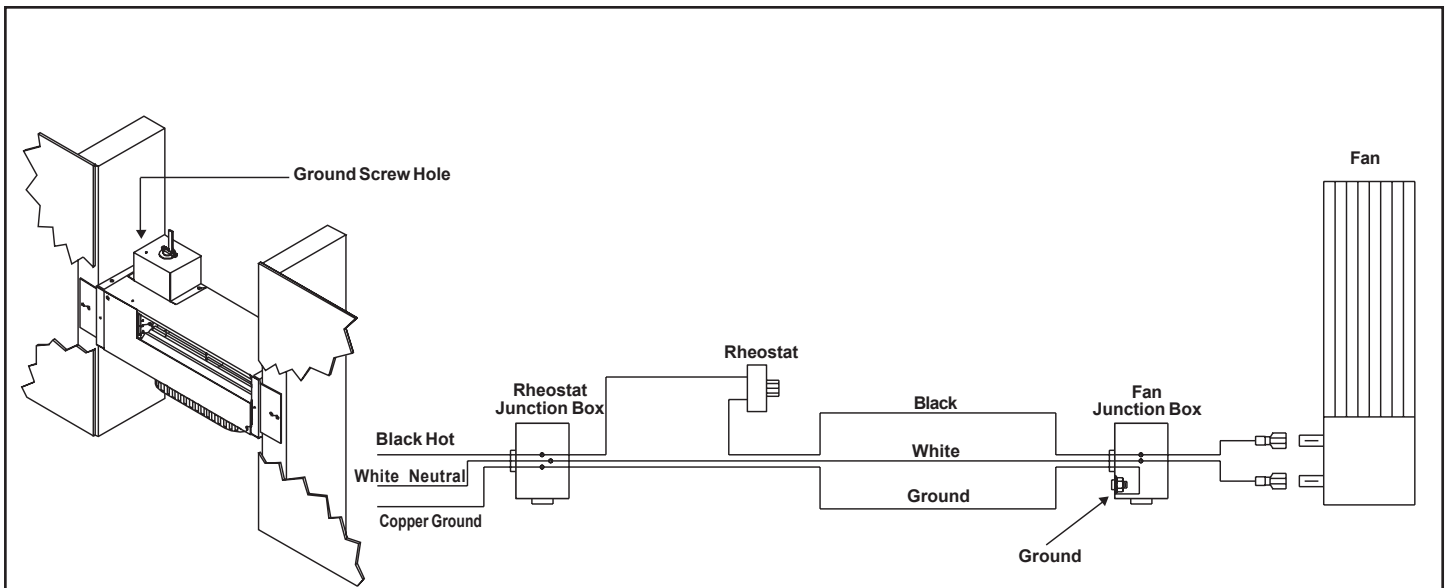 Ground Screw Hole
Fan
Rheostat
Rheostat
Junction Box
Fan
Junction Box
Black
Black Hot
White
White Neutral
Ground
Copper Ground
Ground